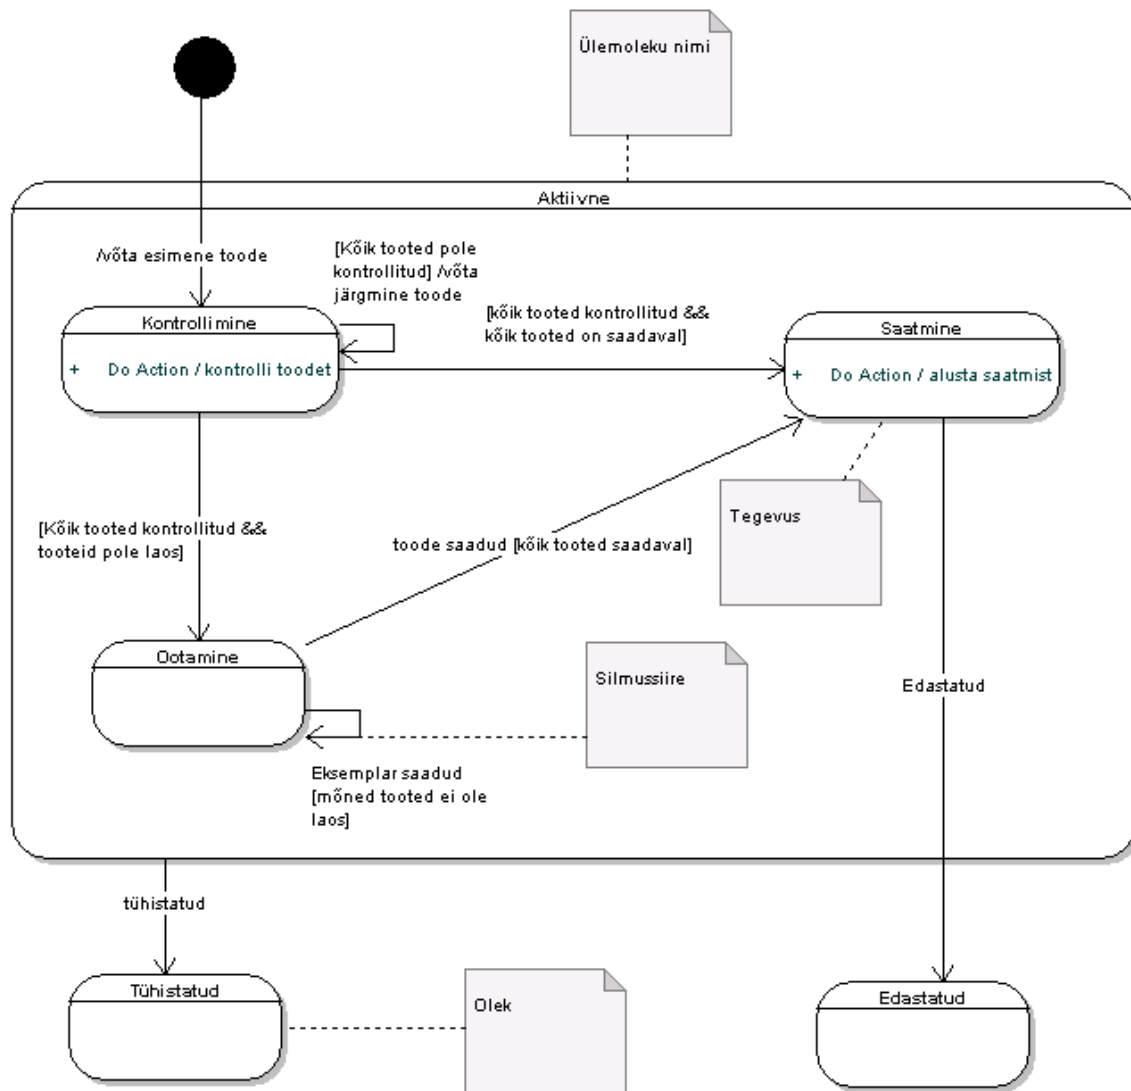 Ülemoleku nimi
Aktiivne
/võta esimene toode
[Kõik tooted pole
kontrollitud] /võta
järgmine toode
Kontrollimine
+ Do Action / kontrolli toodet
[kõik tooted kontrollitud &&
kõik tooted on saadaval]
Saatmine
+ Do Action / alusta saatmist
Tegevus
[Kõik tooted kontrollitud &&
tooteid pole laos]
toode saadud [kõik tooted saadaval]
Ootamine
Silmussiire
Edastatud
Eksemplar saadud
[mõned tooted ei ole
laos]
tühistatud
Tühistatud
Olek
Edastatud